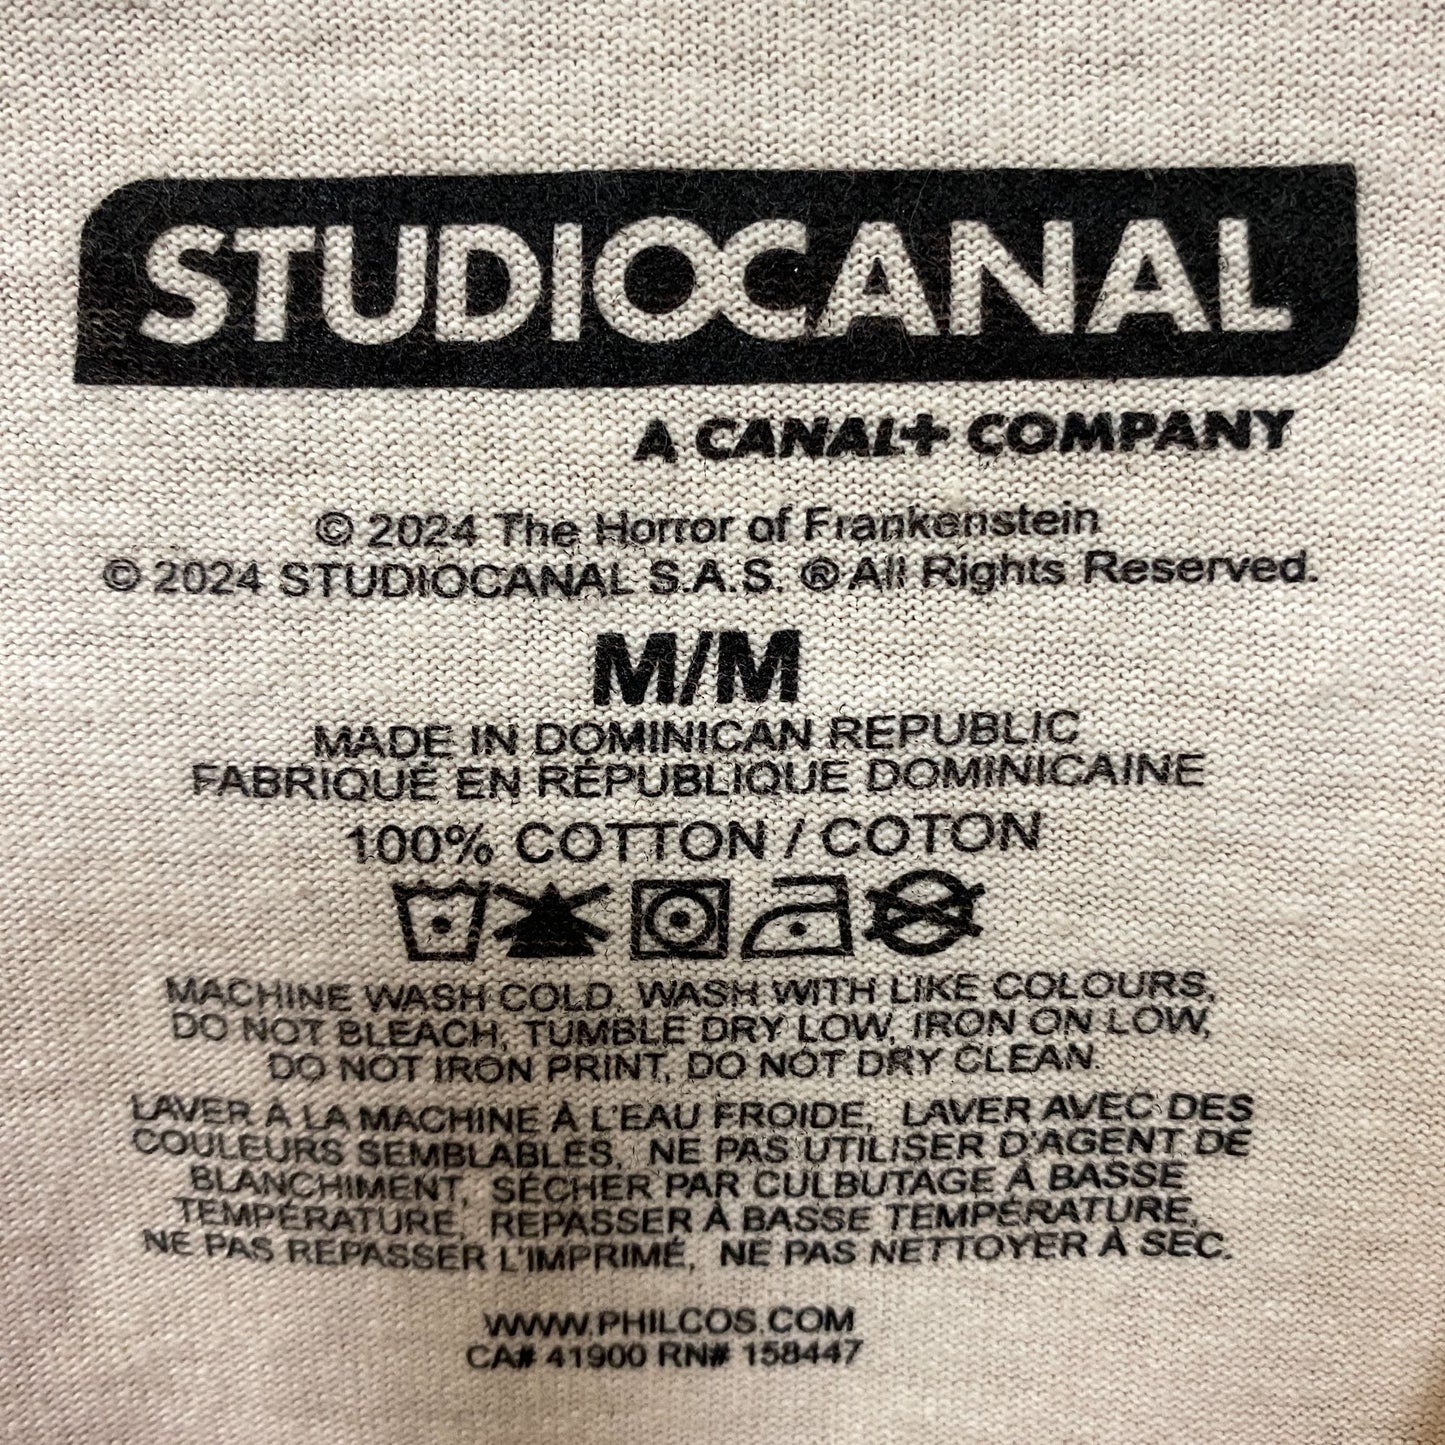 STUDIOCANAL
A CANAL+ COMPANY
© 2024 The Horror of Frankenstein
© 2024 STUDIOCANAL S.A.S. ® All Rights Reserved.
M/M
MADE IN DOMINICAN REPUBLIC
FABRIQUÉ EN RÉPUBLIQUE DOMINICAINE
100% COTTON / COTON
MACHINE WASH COLD, WASH WITH LIKE COLOURS,
DO NOT BLEACH, TUMBLE DRY LOW, IRON ON LOW,
DO NOT IRON PRINT, DO NOT DRY CLEAN.
LAVER À LA MACHINE À L'EAU FROIDE, LAVER AVEC DES
COULEURS SEMBLABLES, NE PAS UTILISER D'AGENT DE
BLANCHIMENT, SÉCHER PAR CULBUTAGE À BASSE
TEMPÉRATURE, REPASSER À BASSE TEMPÉRATURE,
NE PAS REPASSER L'IMPRIMÉ, NE PAS NETTOYER À SEC.
WWW.PHILCOS.COM
CA# 41900 RN# 158447